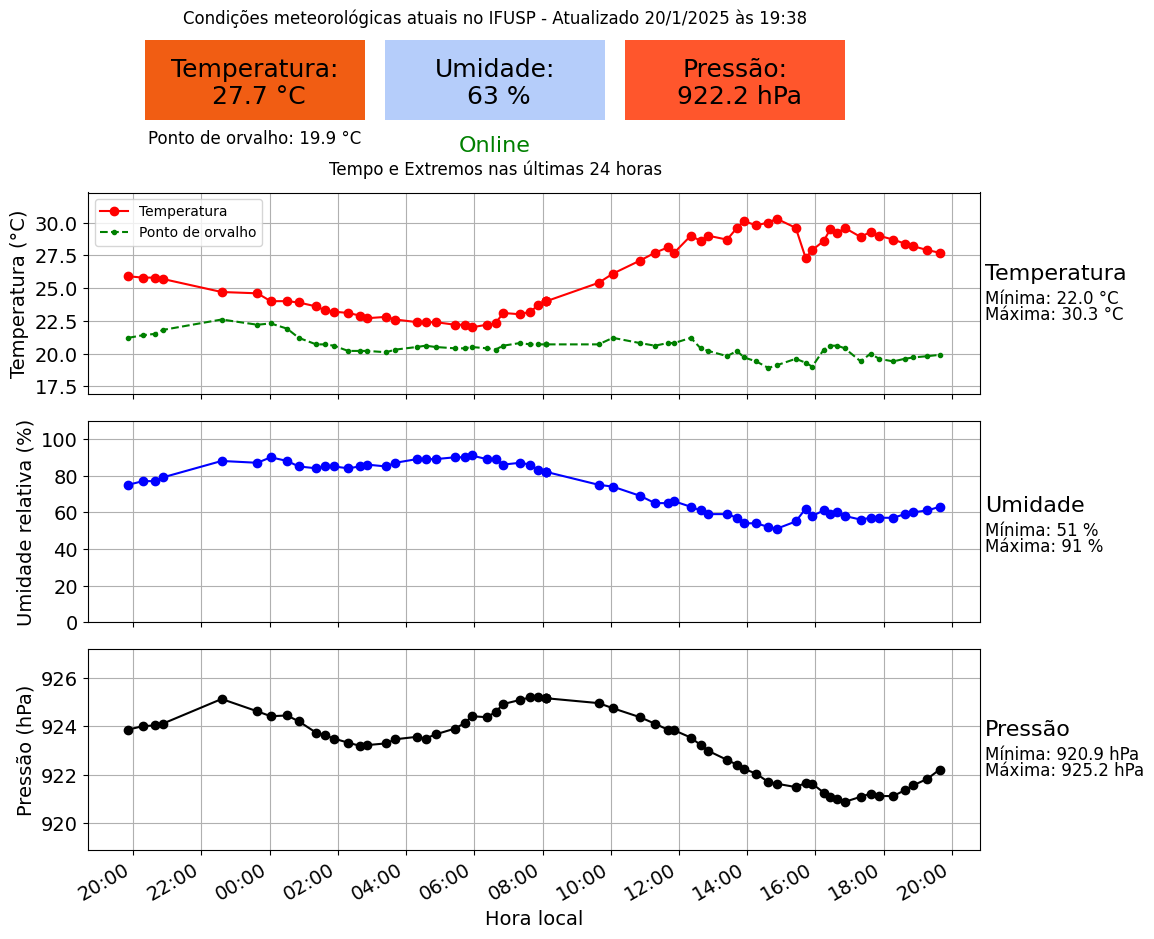 Condições meteorológicas atuais no IFUSP - Atualizado 20/1/2025 às 19:38
Temperatura:
27.7 °C
Umidade:
63 %
Pressão:
922.2 hPa
Ponto de orvalho: 19.9 °C
Online
Tempo e Extremos nas últimas 24 horas
Temperatura
Ponto de orvalho
Temperatura (°C)
30.0
27.5
25.0
22.5
20.0
17.5
Temperatura
Mínima: 22.0 °C
Máxima: 30.3 °C
Umidade relativa (%)
100
80
60
40
20
0
Umidade
Mínima: 51 %
Máxima: 91 %
Pressão (hPa)
926
924
922
920
Pressão
Mínima: 920.9 hPa
Máxima: 925.2 hPa
20:00 22:00 00:00 02:00 04:00 06:00 08:00 10:00 12:00 14:00 16:00 18:00 20:00
Hora local